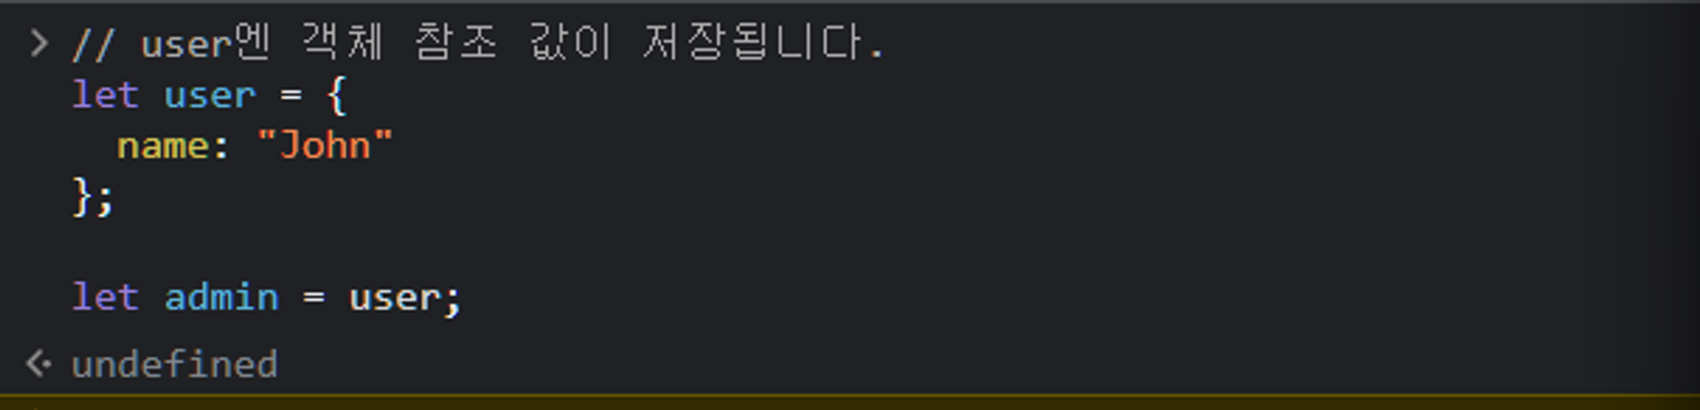 > // user엔 객체 참조 값이 저장됩니다.
let user = {
  name: "John"
};
let admin = user;
undefined